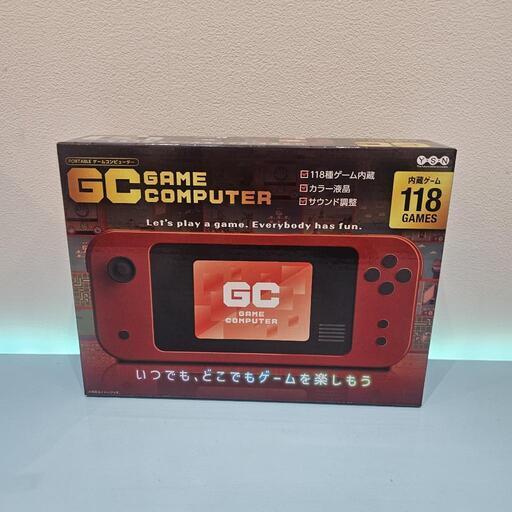 PORTABLE ゲームコンピューター
GC GAME COMPUTER
118種ゲーム内蔵
カラー液晶
サウンド調整
Y・S・N
内蔵ゲーム
118
GAMES
Let's play a game. Everybody has fun.
GC
GAME
COMPUTER
いつでも、どこでもゲームを楽しもう